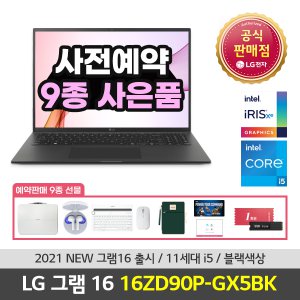 사전예약
9종 사은품
공식
판매점
LG전자
intel.
iRIS xe
GRAPHICS
intel.
CORE
i5
예약판매 9종 선물
2021 NEW 그램16 출시 / 11세대 i5 / 블랙색상
LG 그램 16 16ZD90P-GX5BK